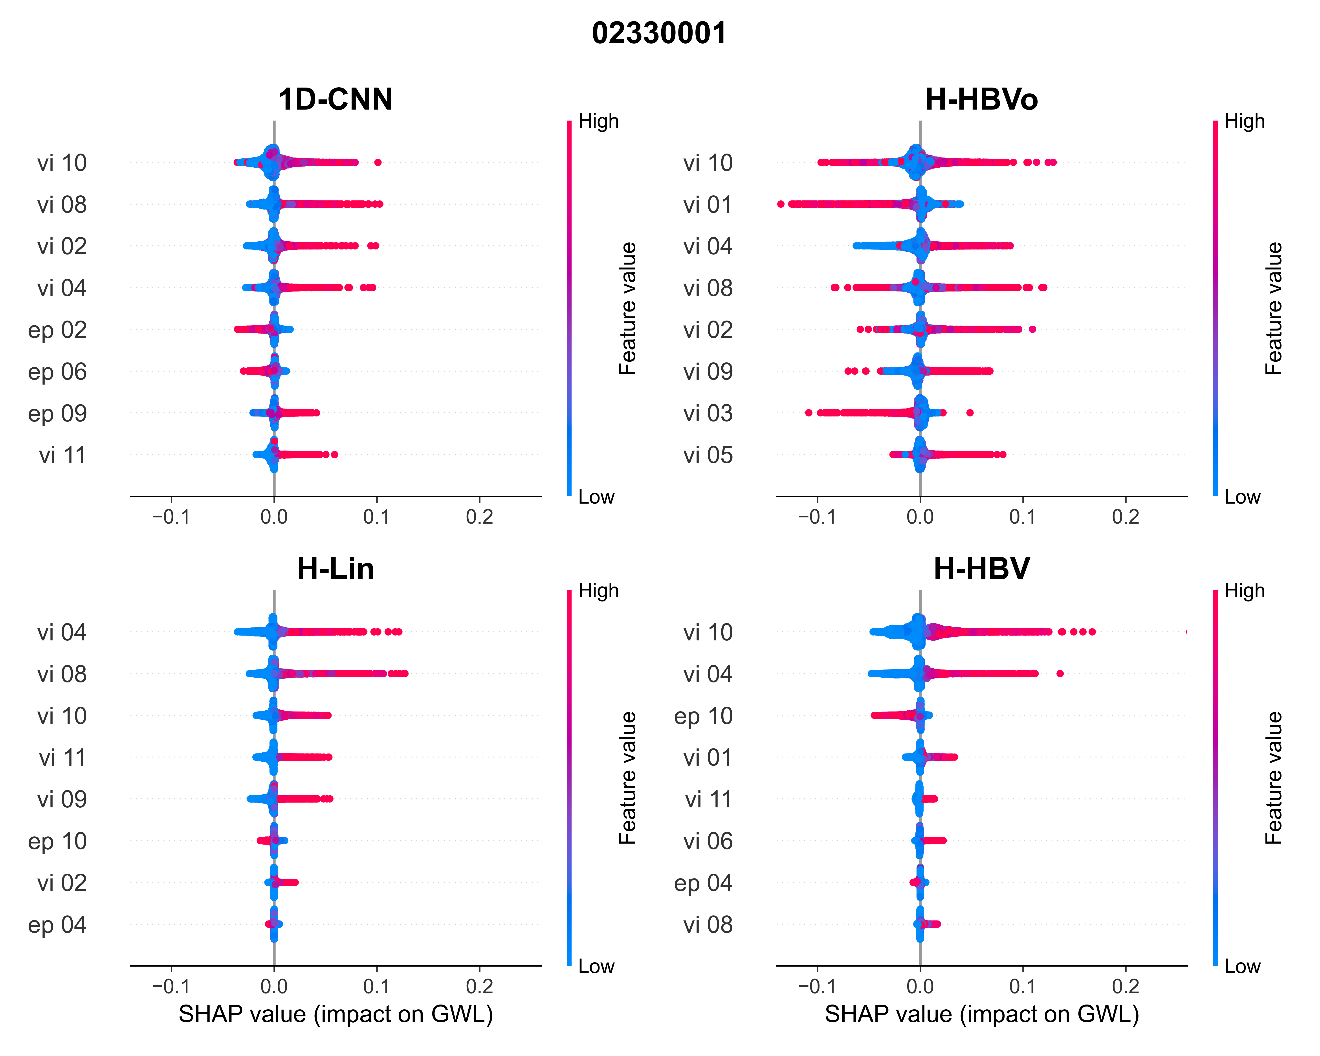 02330001
1D-CNN
High
vi 10
vi 08
vi 02
vi 04
ep 02
ep 06
ep 09
vi 11
Feature value
Low
−0.1 0.0 0.1 0.2
H-HBVo
High
vi 10
vi 01
vi 04
vi 08
vi 02
vi 09
vi 03
vi 05
Feature value
Low
−0.1 0.0 0.1 0.2
H-Lin
High
vi 04
vi 08
vi 10
vi 11
vi 09
ep 10
vi 02
ep 04
Feature value
Low
−0.1 0.0 0.1 0.2
SHAP value (impact on GWL)
H-HBV
High
vi 10
vi 04
ep 10
vi 01
vi 11
vi 06
ep 04
vi 08
Feature value
Low
−0.1 0.0 0.1 0.2
SHAP value (impact on GWL)